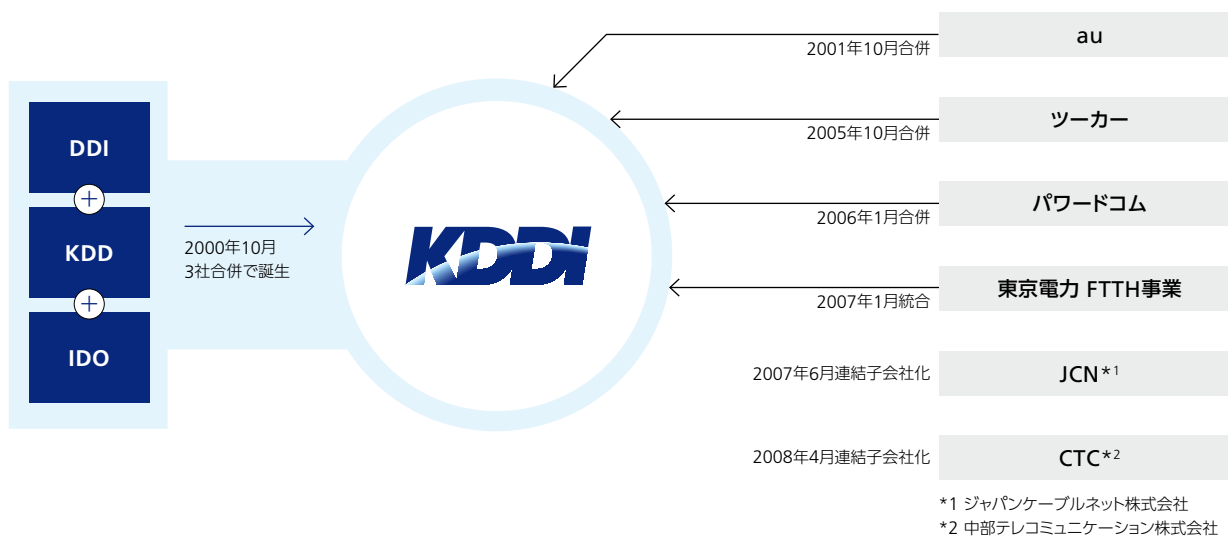 DDI
+
KDD
+
IDO
2000年10月
3社合併で誕生
KDDI
2001年10月合併
au
2005年10月合併
ツーカー
2006年1月合併
パワードコム
2007年1月統合
東京電力 FTTH事業
2007年6月連結子会社化
JCN*1
2008年4月連結子会社化
CTC*2
*1 ジャパンケーブルネット株式会社
*2 中部テレコミュニケーション株式会社